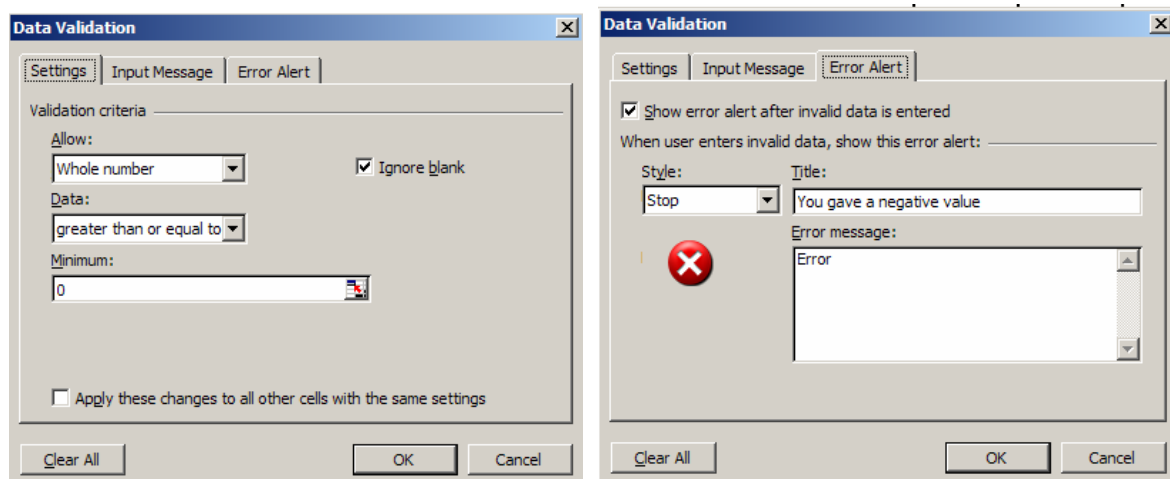 Data Validation
Settings Input Message Error Alert
Validation criteria
Allow:
Whole number
Ignore blank
Data:
greater than or equal to
Minimum:
0
Apply these changes to all other cells with the same settings
Clear All OK Cancel
Data Validation
Settings Input Message Error Alert
Show error alert after invalid data is entered
When user enters invalid data, show this error alert:
Style: Title:
Stop You gave a negative value
Error message:
Error
Clear All OK Cancel